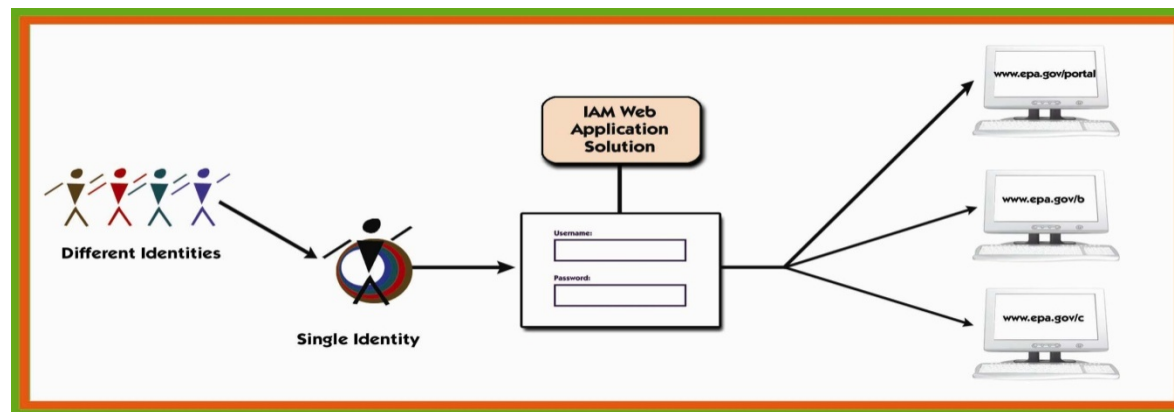 Different Identities
Single Identity
IAM Web
Application
Solution
Username:
Password:
www.epa.gov/portal
www.epa.gov/b
www.epa.gov/c